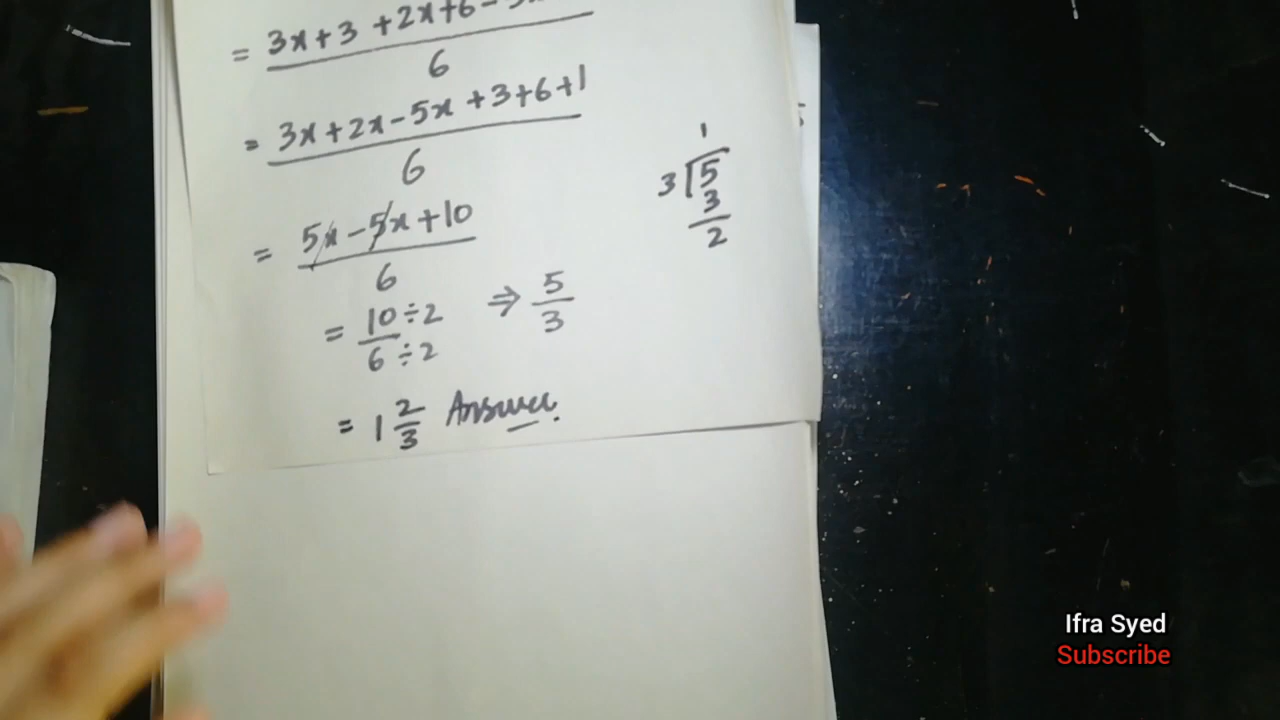 = 3x+3 +2x+6-5x
6
= 3x+2x-5x +3+6+1
6
= 5x-5x+10
6
= 10÷2 ⇒ 5
6÷2 3
= 1 2/3 Answer.
1
3 5
3
2
Ifra Syed
Subscribe